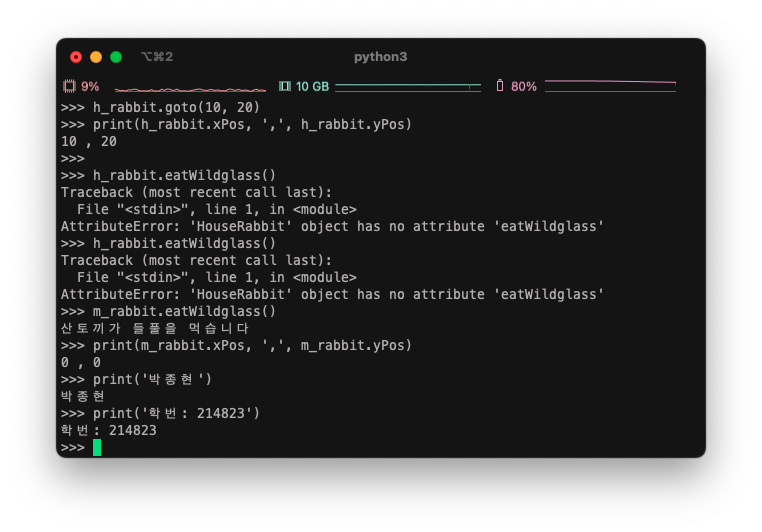 ⌥⌘2 python3
9% 10 GB 80%
>>> h_rabbit.goto(10, 20)
>>> print(h_rabbit.xPos, ',', h_rabbit.yPos)
10 , 20
>>>
>>> h_rabbit.eatWildglass()
Traceback (most recent call last):
  File "<stdin>", line 1, in <module>
AttributeError: 'HouseRabbit' object has no attribute 'eatWildglass'
>>> h_rabbit.eatWildglass()
Traceback (most recent call last):
  File "<stdin>", line 1, in <module>
AttributeError: 'HouseRabbit' object has no attribute 'eatWildglass'
>>> m_rabbit.eatWildglass()
산토끼가 들풀을 먹습니다
>>> print(m_rabbit.xPos, ',', m_rabbit.yPos)
0 , 0
>>> print('박종현')
박종현
>>> print('학번: 214823')
학번: 214823
>>>